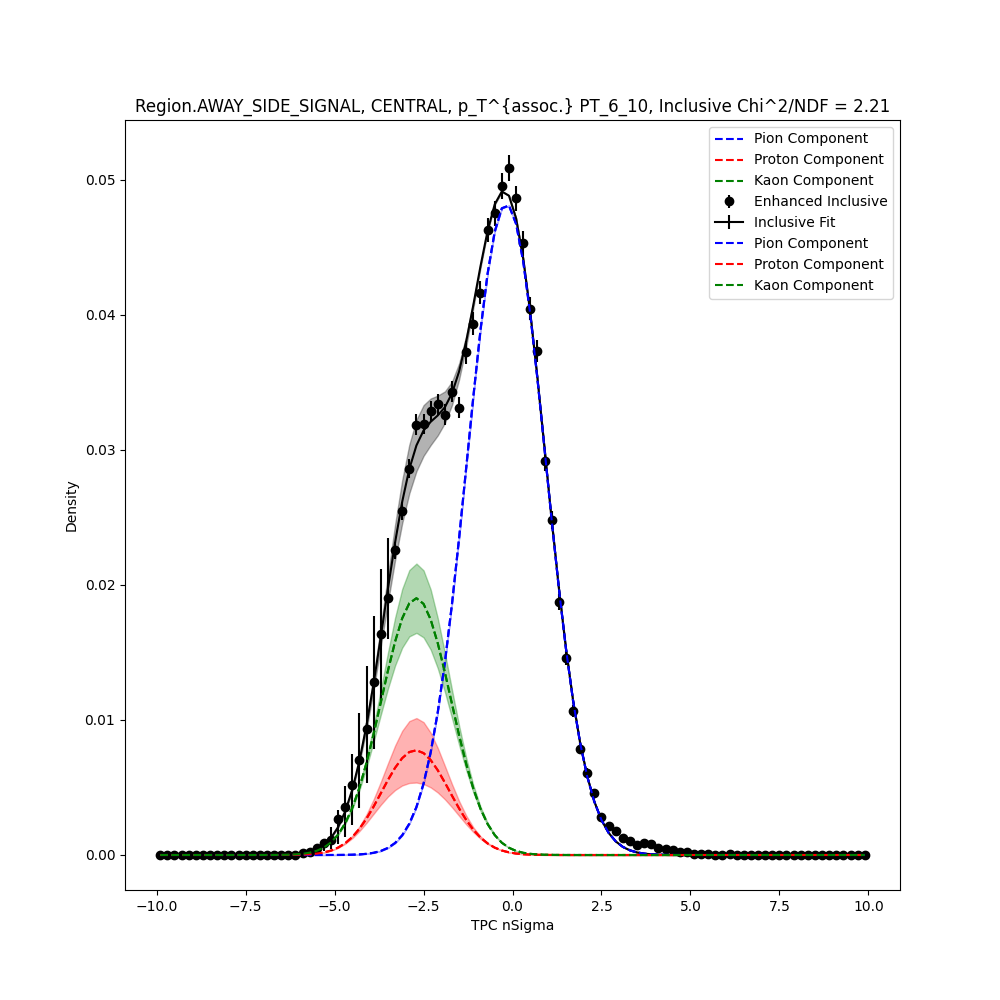 Region.AWAY_SIDE_SIGNAL, CENTRAL, p_T^{assoc.} PT_6_10, Inclusive Chi^2/NDF = 2.21
Pion Component
Proton Component
Kaon Component
Enhanced Inclusive
Inclusive Fit
Pion Component
Proton Component
Kaon Component
0.05
0.04
0.03
0.02
0.01
0.00
Density
−10.0 −7.5 −5.0 −2.5 0.0 2.5 5.0 7.5 10.0
TPC nSigma